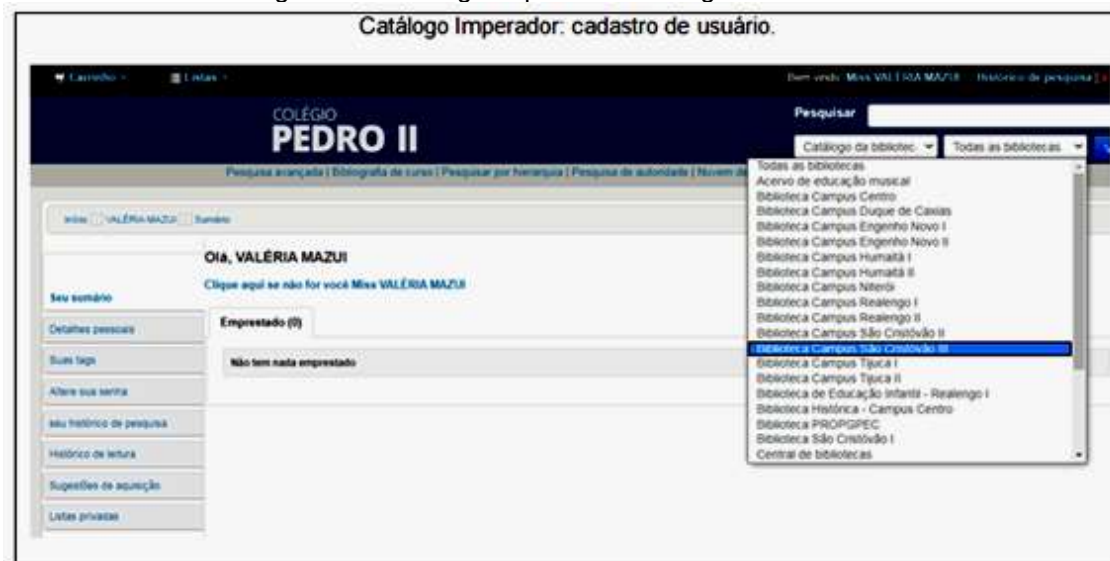 Catálogo Imperador: cadastro de usuário.
Carrinho Listas Bem-vindo, Miss VALÉRIA MAZUI Histórico de pesquisa [
COLÉGIO
PEDRO II
Pesquisar
Catálogo da bibliotec Todas as bibliotecas
Pesquisa avançada | Bibliografia de curso | Pesquisar por hierarquia | Pesquisa de autoridade | Nuvem de
Início VALÉRIA MAZUI Sumário
Olá, VALÉRIA MAZUI
Clique aqui se não for você Miss VALÉRIA MAZUI
Seu sumário
Detalhes pessoais
Suas tags
Altere sua senha
seu histórico de pesquisa
Histórico de leitura
Sugestões de aquisição
Listas privadas
Emprestado (0)
Não tem nada emprestado
Todas as bibliotecas
Acervo de educação musical
Biblioteca Campus Centro
Biblioteca Campus Duque de Caxias
Biblioteca Campus Engenho Novo I
Biblioteca Campus Engenho Novo II
Biblioteca Campus Humaitá I
Biblioteca Campus Humaitá II
Biblioteca Campus Niterói
Biblioteca Campus Realengo I
Biblioteca Campus Realengo II
Biblioteca Campus São Cristóvão II
Biblioteca Campus São Cristóvão III
Biblioteca Campus Tijuca I
Biblioteca Campus Tijuca II
Biblioteca de Educação Infantil - Realengo I
Biblioteca Histórica - Campus Centro
Biblioteca PROPGPEC
Biblioteca São Cristóvão I
Central de bibliotecas